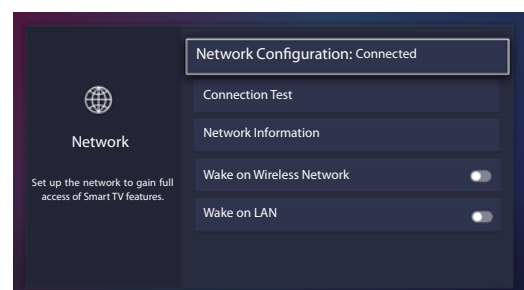 Network
Set up the network to gain full
access of Smart TV features.
Network Configuration: Connected
Connection Test
Network Information
Wake on Wireless Network
Wake on LAN